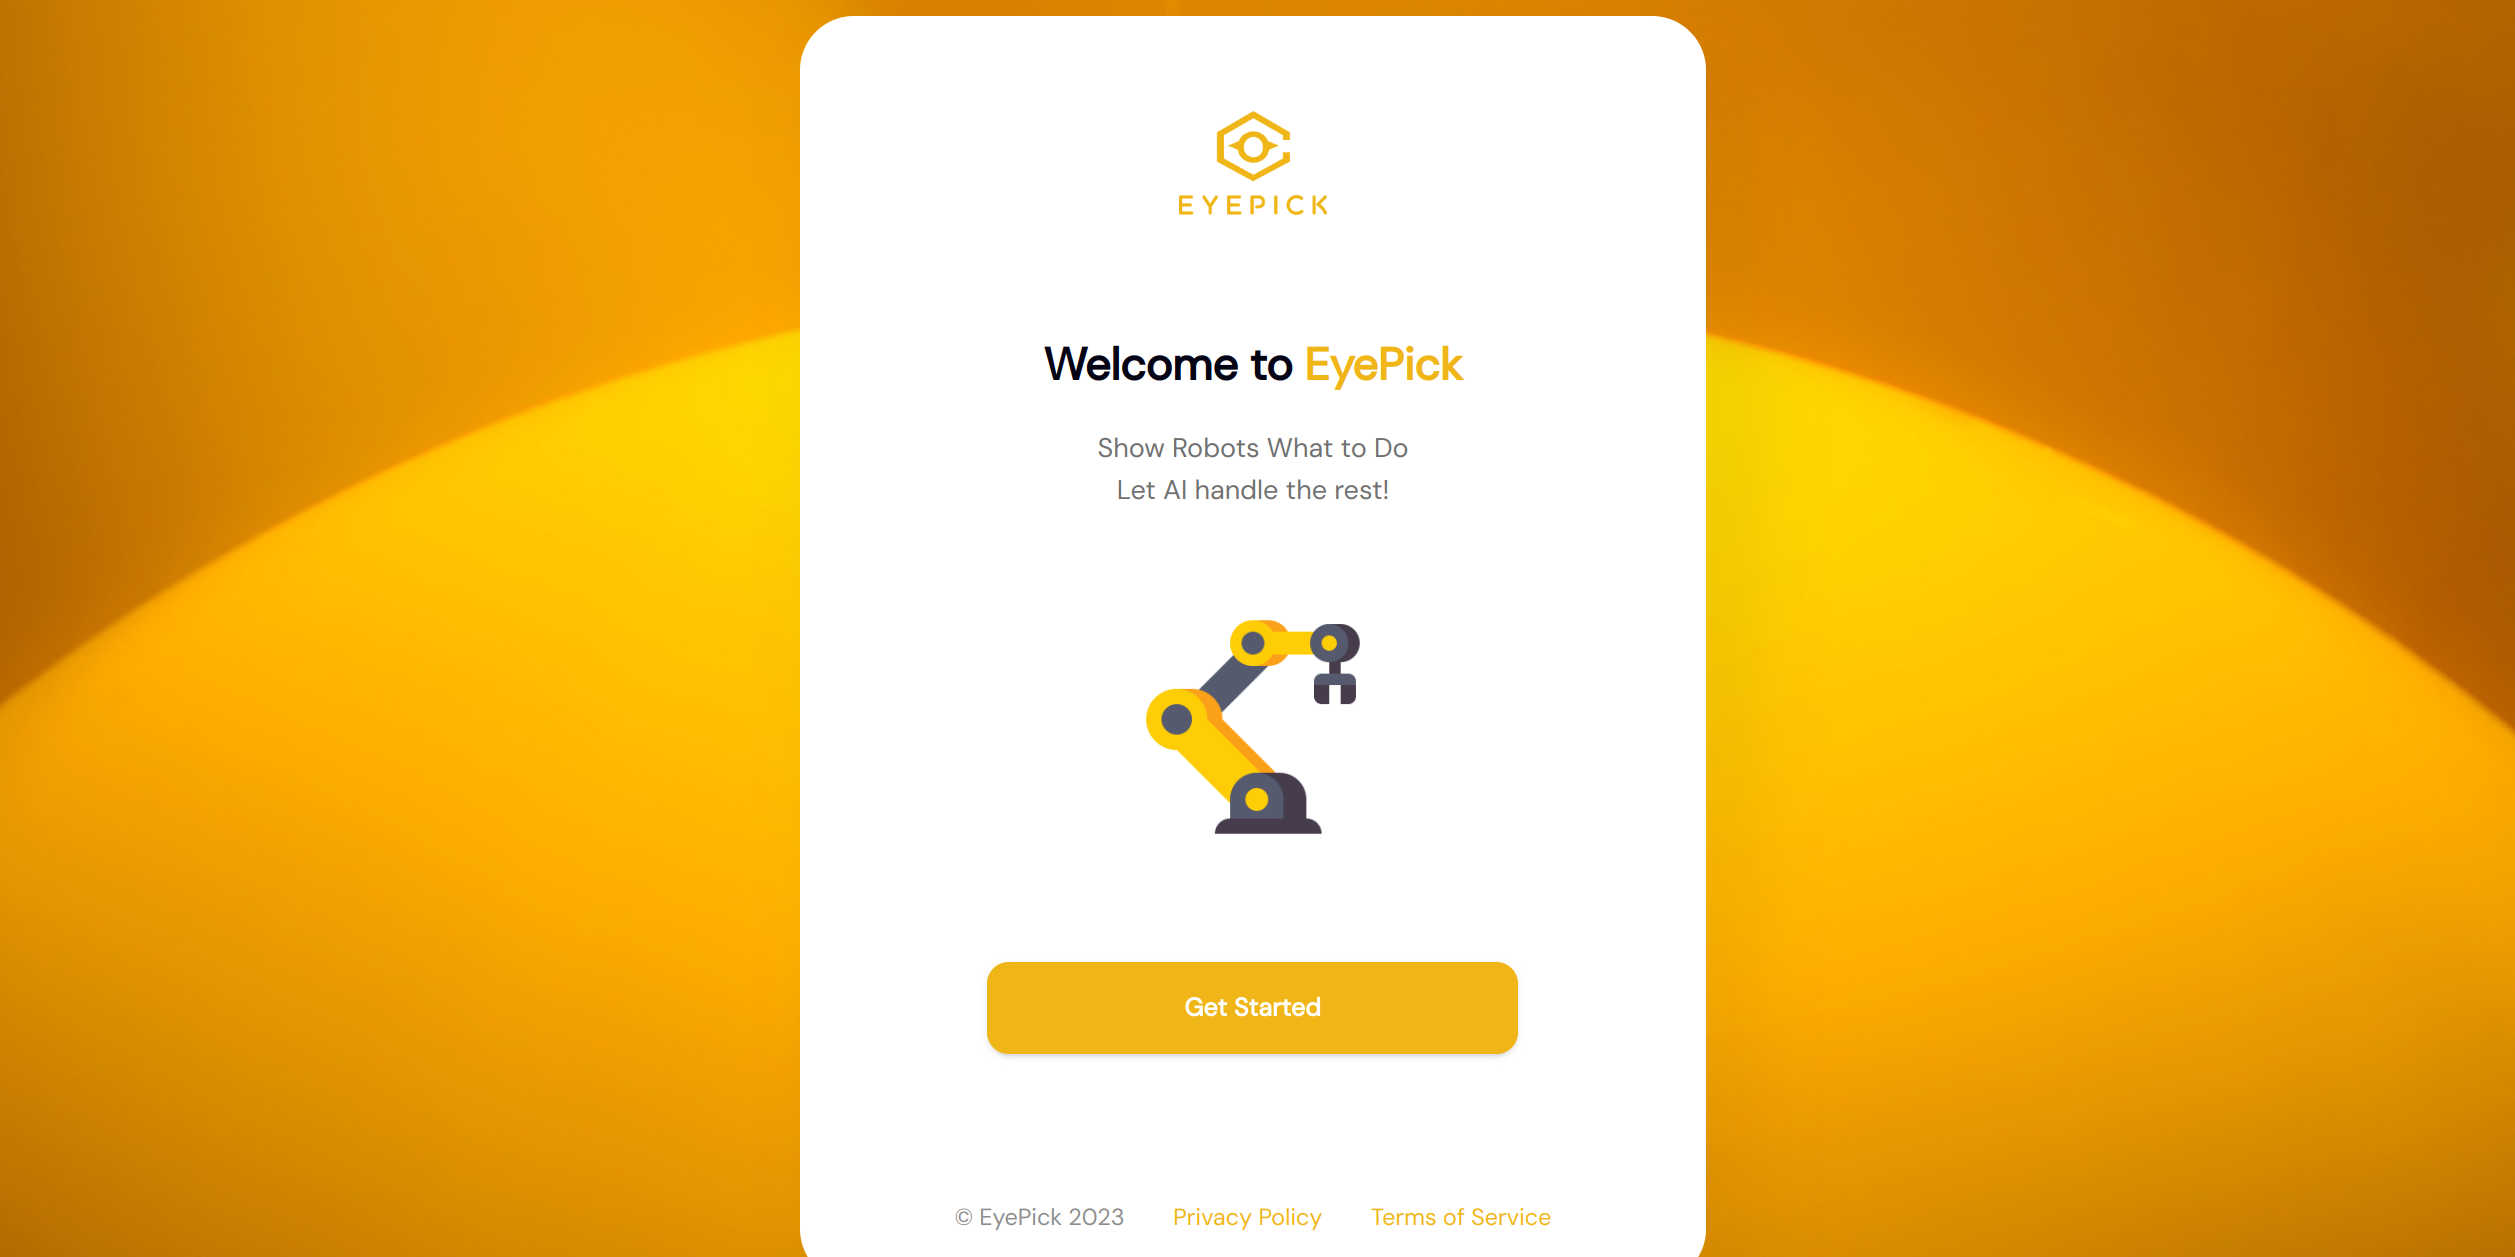 EYEPICK
Welcome to EyePick
Show Robots What to Do
Let AI handle the rest!
Get Started
© EyePick 2023 Privacy Policy Terms of Service